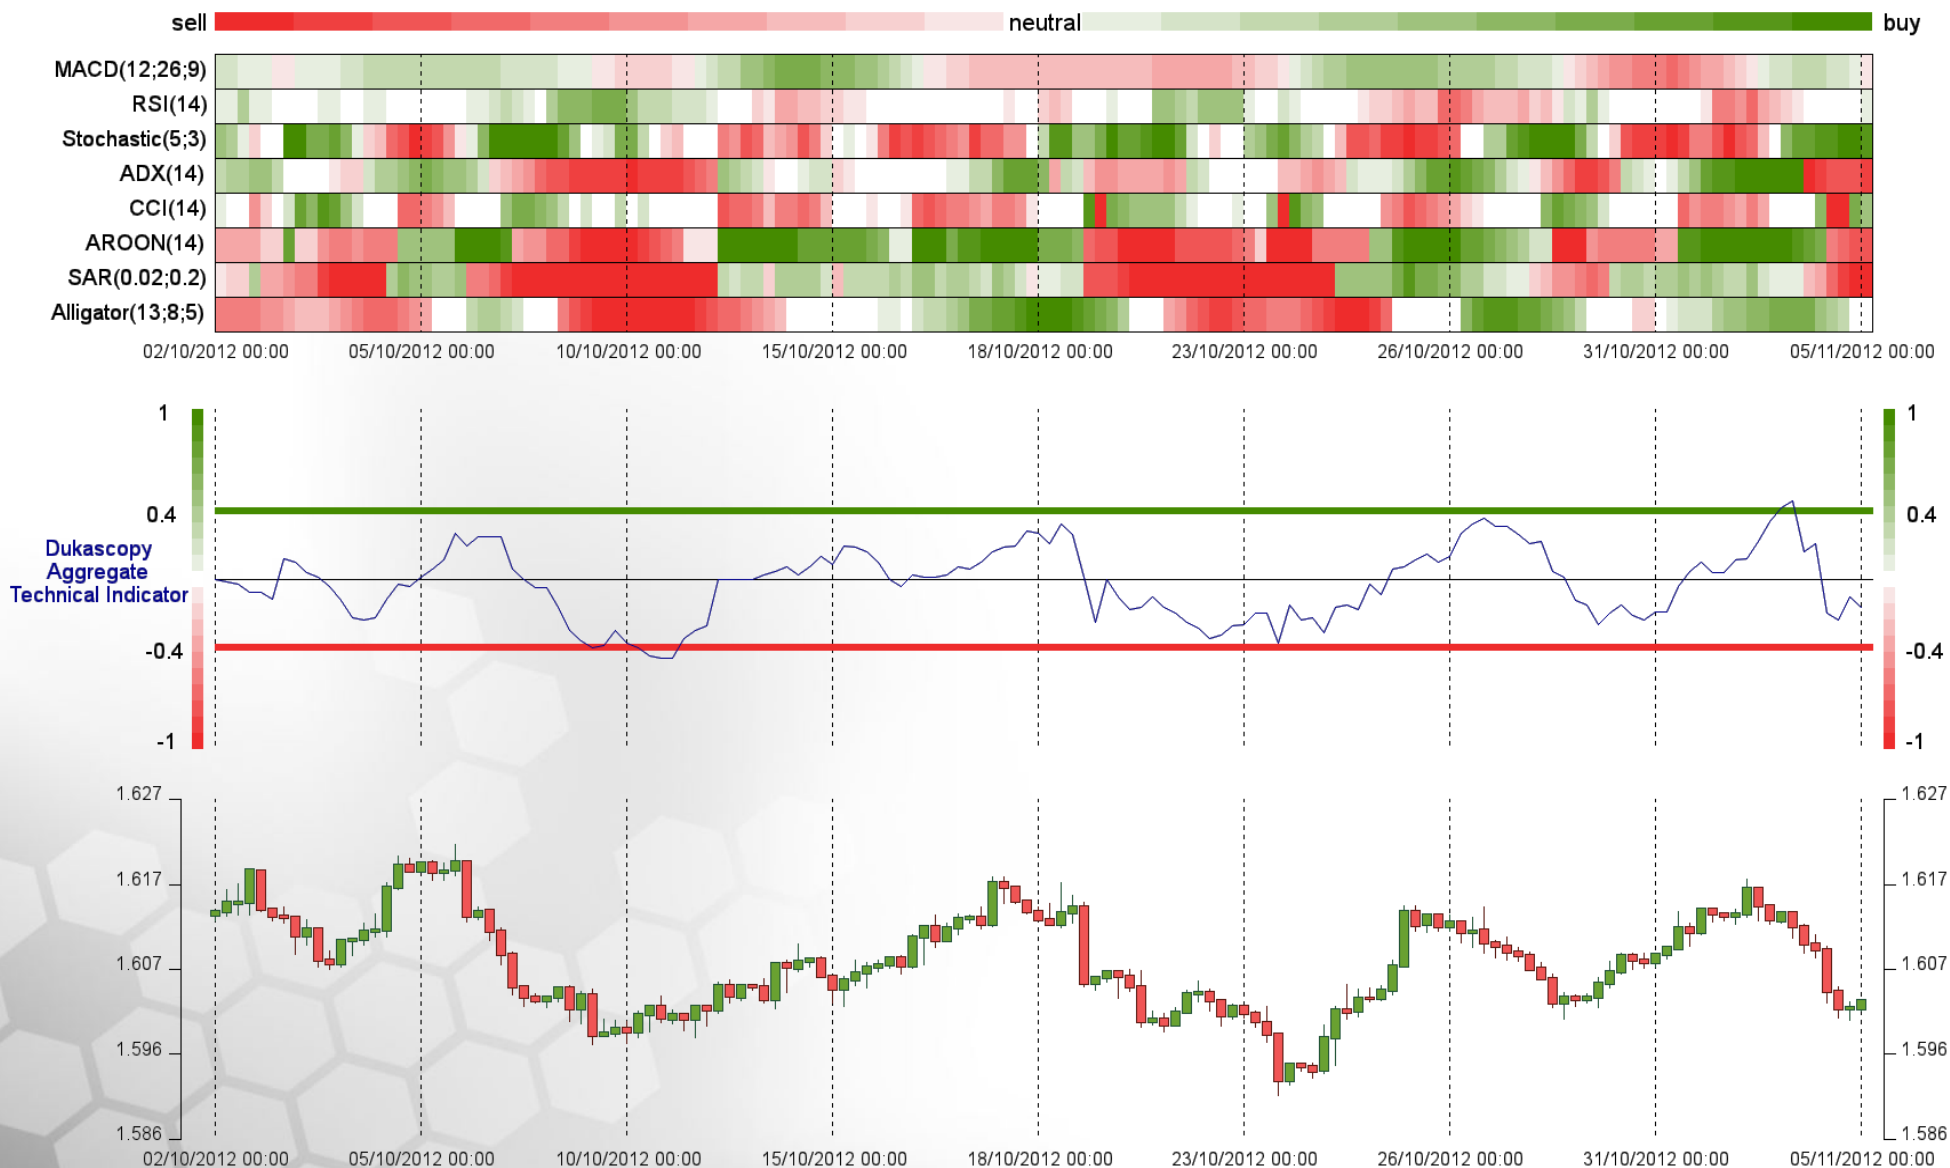 sell neutral buy
MACD(12;26;9)
RSI(14)
Stochastic(5;3)
ADX(14)
CCI(14)
AROON(14)
SAR(0.02;0.2)
Alligator(13;8;5)
02/10/2012 00:00 05/10/2012 00:00 10/10/2012 00:00 15/10/2012 00:00 18/10/2012 00:00 23/10/2012 00:00 26/10/2012 00:00 31/10/2012 00:00 05/11/2012 00:00
1 1
0.4 0.4
Dukascopy
Aggregate
Technical Indicator
-0.4 -0.4
-1 -1
1.627 1.627
1.617 1.617
1.607 1.607
1.596 1.596
1.586 1.586
02/10/2012 00:00 05/10/2012 00:00 10/10/2012 00:00 15/10/2012 00:00 18/10/2012 00:00 23/10/2012 00:00 26/10/2012 00:00 31/10/2012 00:00 05/11/2012 00:00